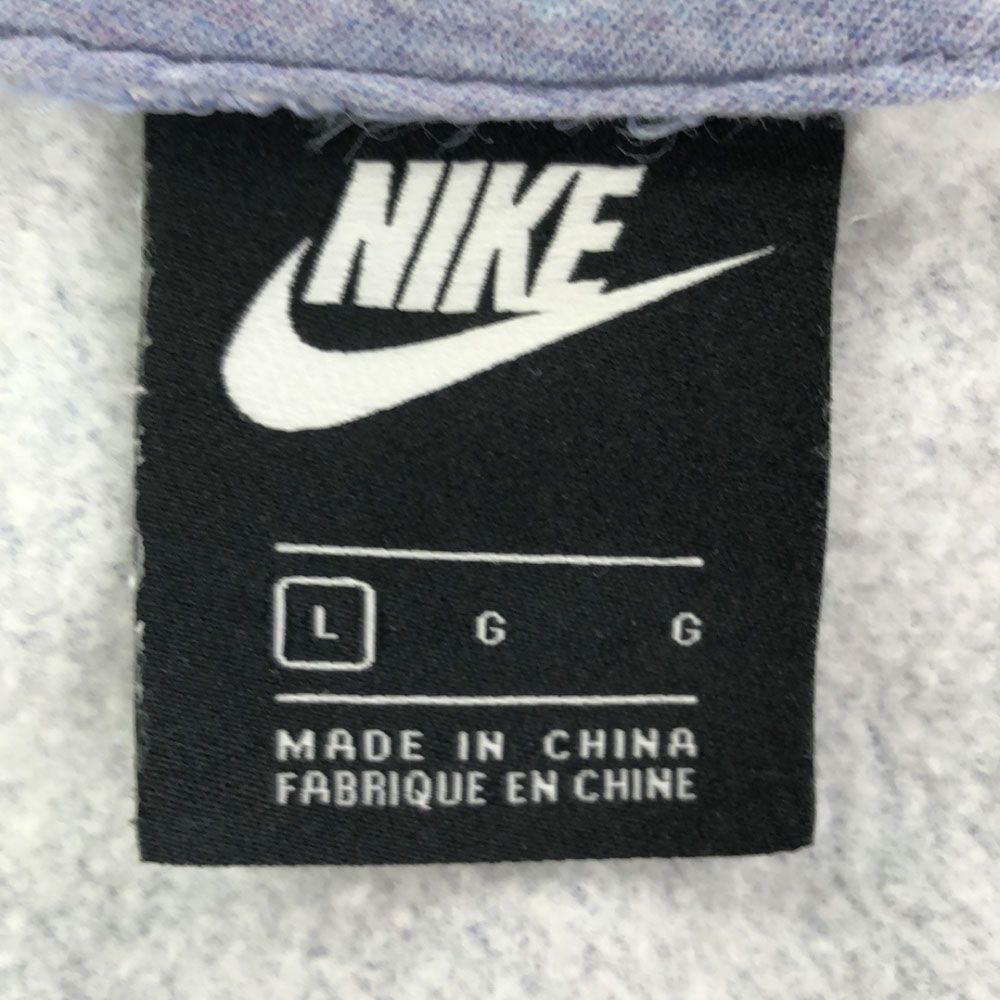 NIKE
L G G
MADE IN CHINA
FABRIQUE EN CHINE